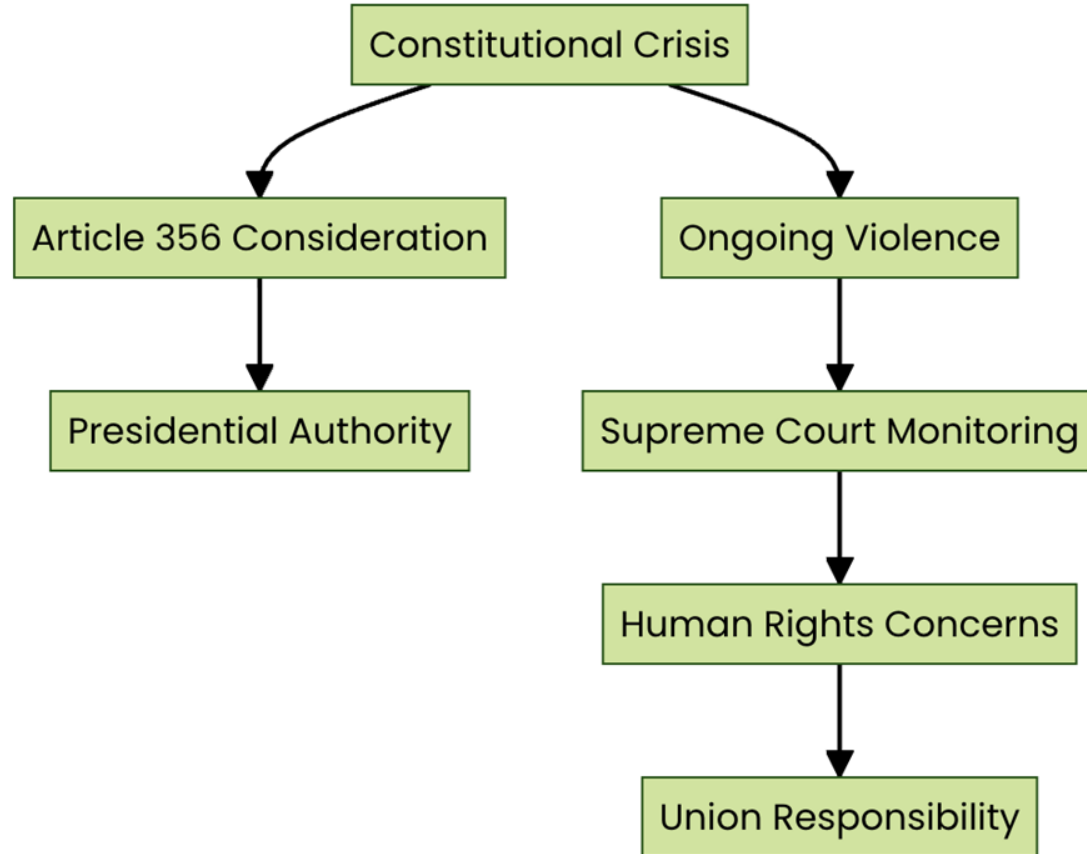 Constitutional Crisis
Article 356 Consideration
Ongoing Violence
Presidential Authority
Supreme Court Monitoring
Human Rights Concerns
Union Responsibility